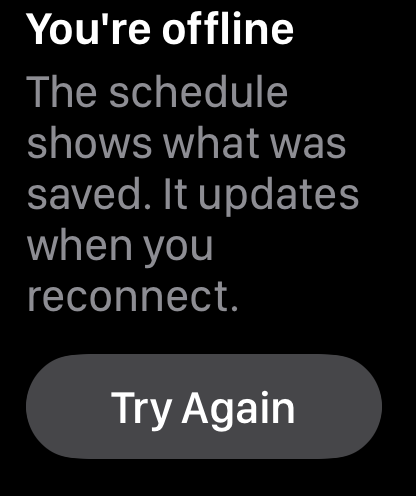 You're offline
The schedule
shows what was
saved. It updates
when you
reconnect.
Try Again